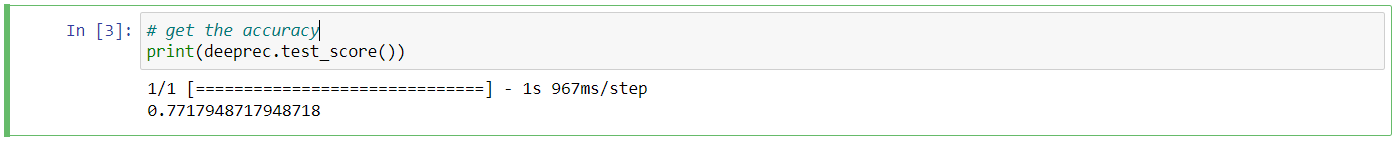 In [3]: # get the accuracy
print(deeprec.test_score())
1/1 [==============================] - 1s 967ms/step
0.7717948717948718